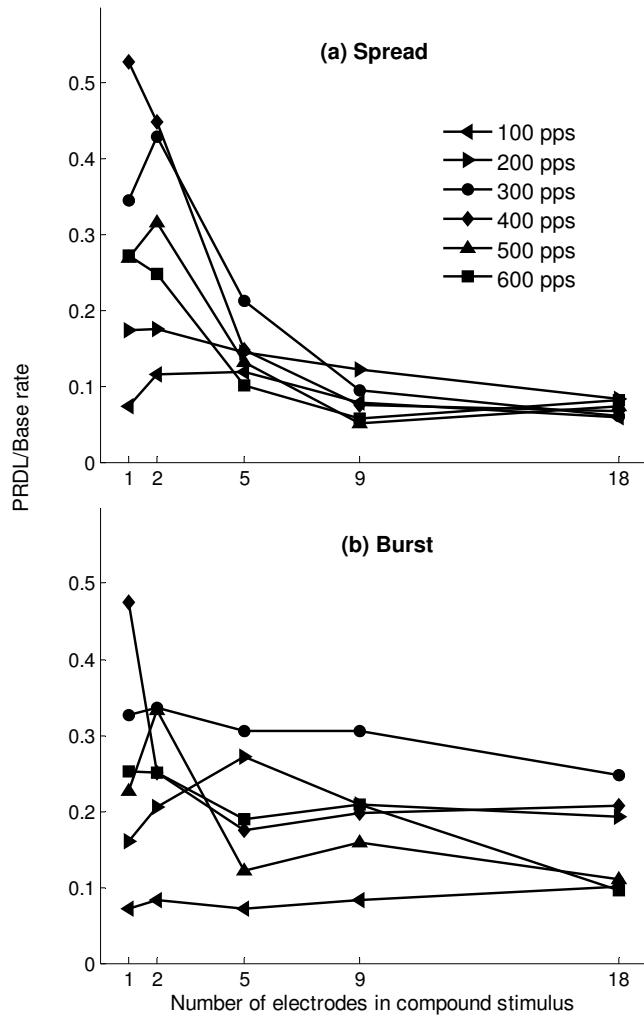 (a) Spread
0.5
0.4
0.3
0.2
0.1
0
100 pps
200 pps
300 pps
400 pps
500 pps
600 pps
1 2 5 9 18
PRDL/Base rate
(b) Burst
0.5
0.4
0.3
0.2
0.1
0
1 2 5 9 18
Number of electrodes in compound stimulus